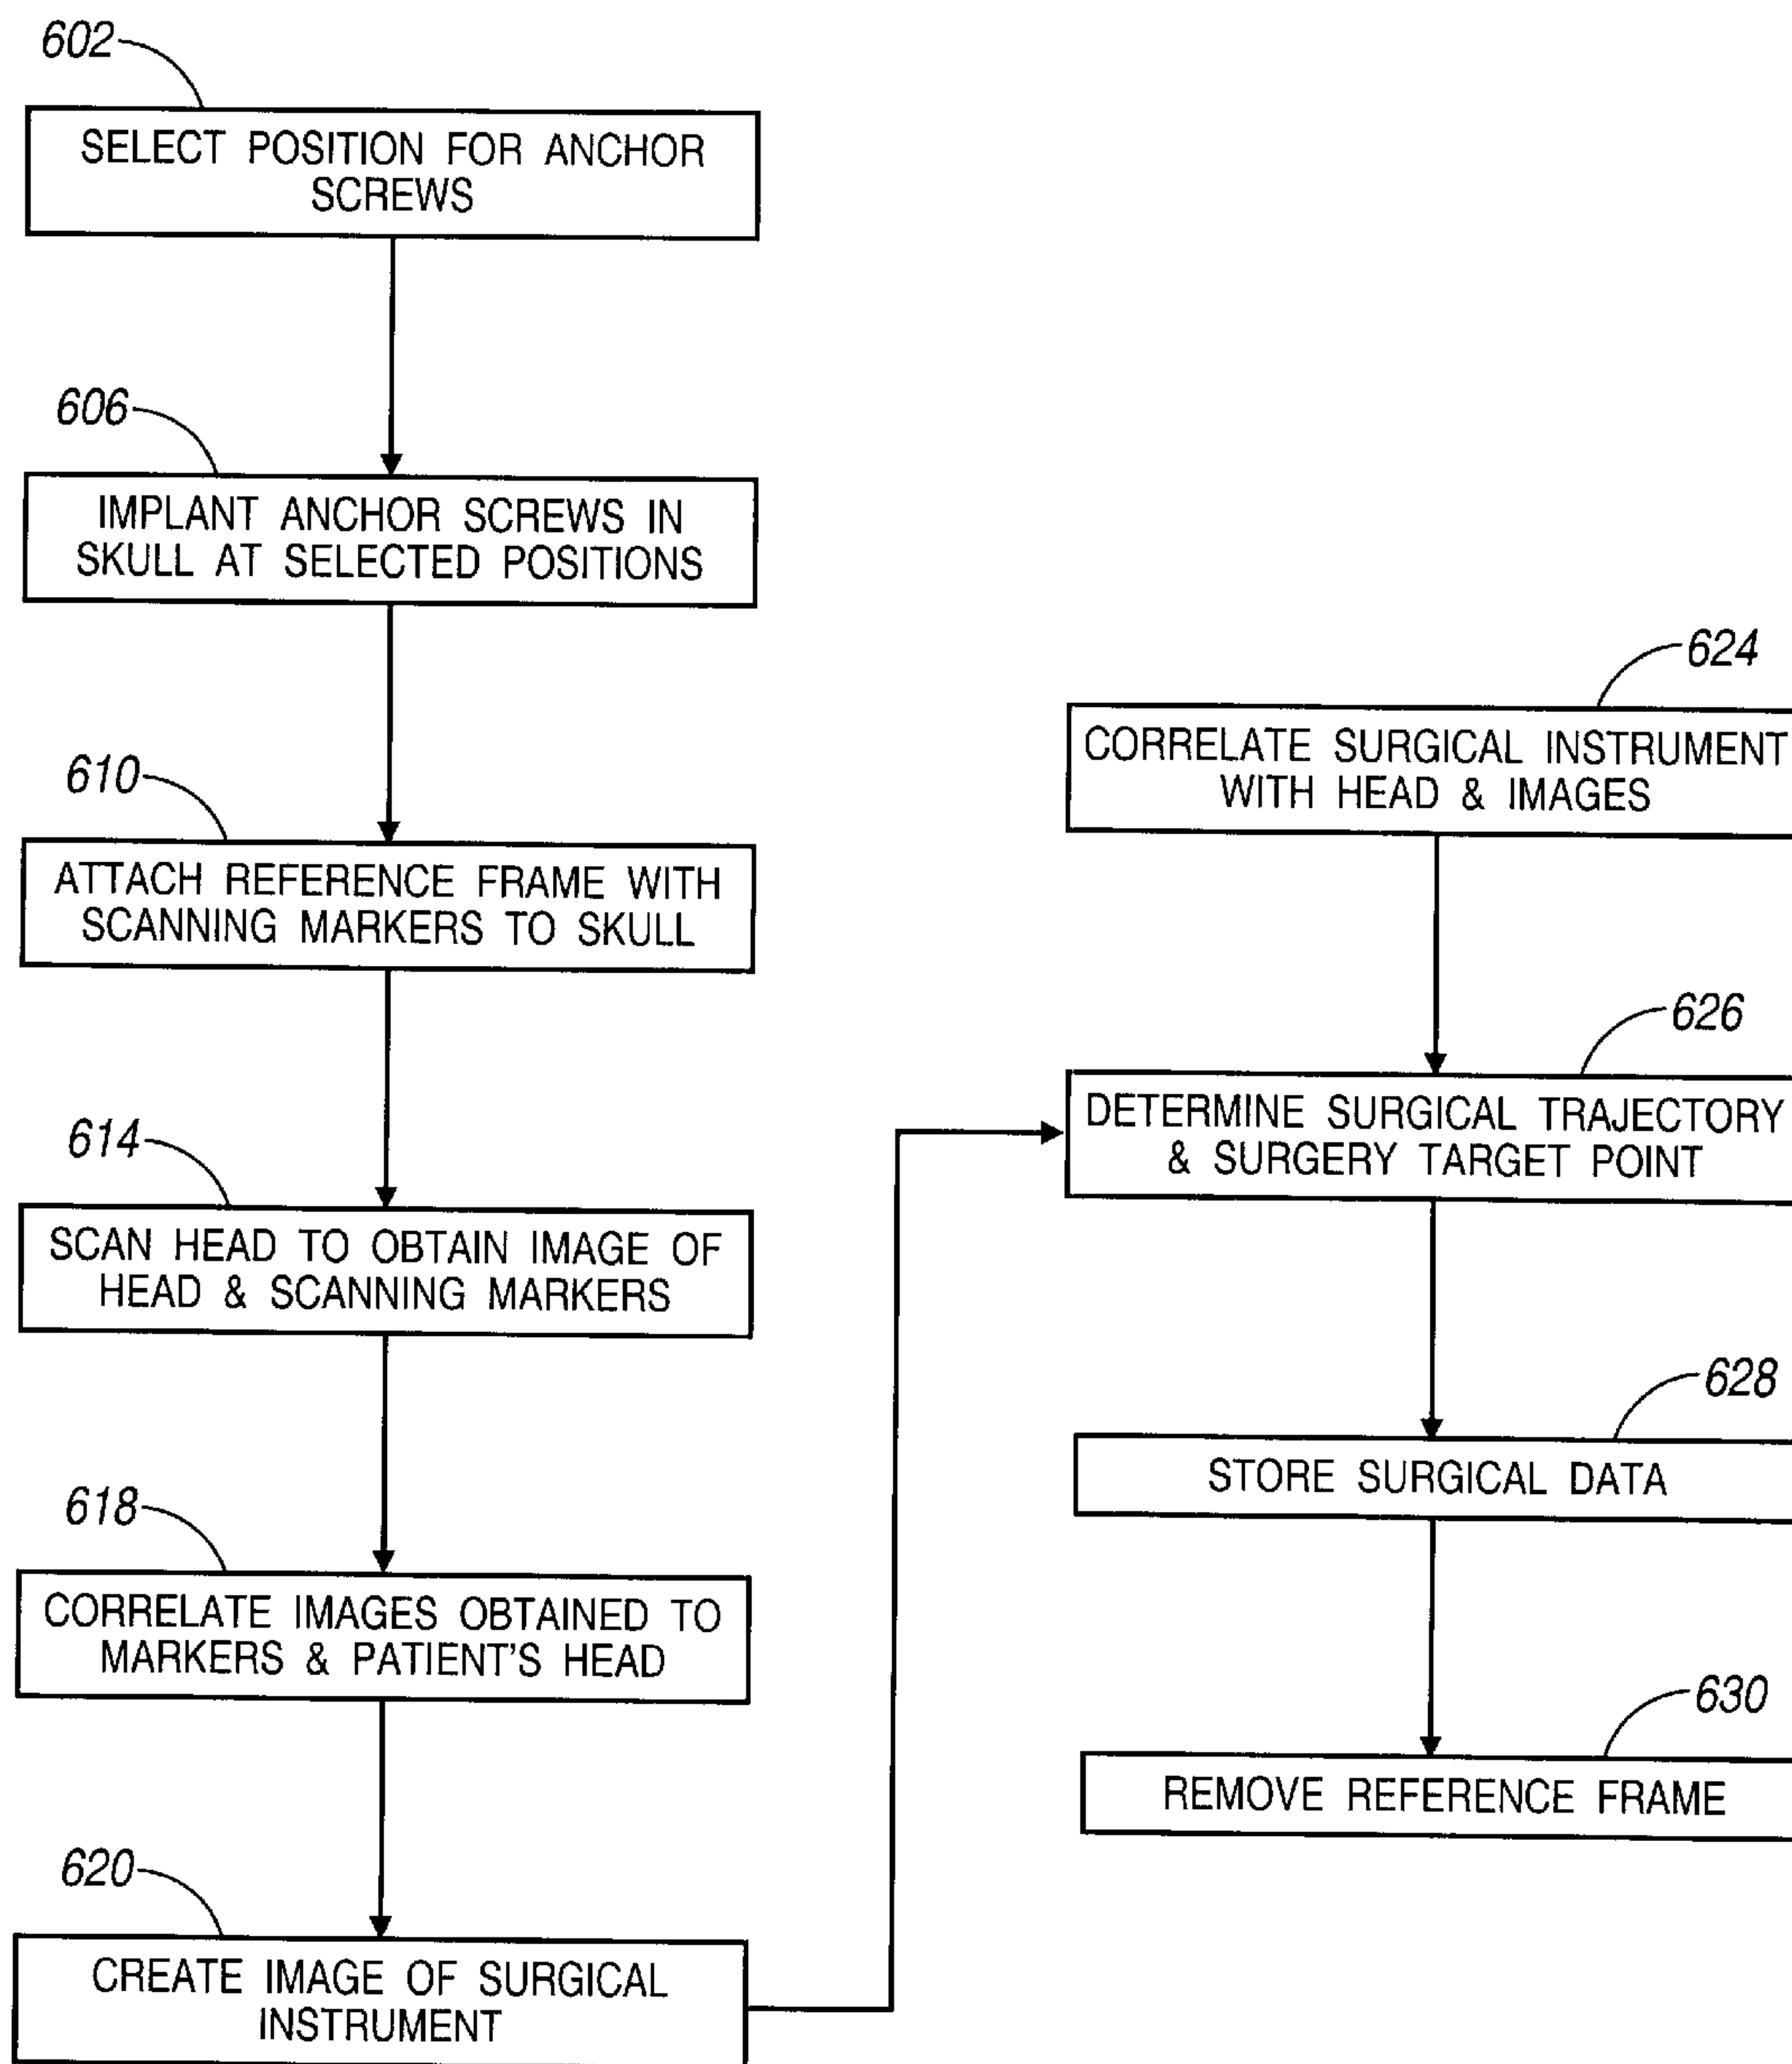 602
SELECT POSITION FOR ANCHOR
SCREWS
606
IMPLANT ANCHOR SCREWS IN
SKULL AT SELECTED POSITIONS
610
ATTACH REFERENCE FRAME WITH
SCANNING MARKERS TO SKULL
614
SCAN HEAD TO OBTAIN IMAGE OF
HEAD & SCANNING MARKERS
618
CORRELATE IMAGES OBTAINED TO
MARKERS & PATIENT'S HEAD
620
CREATE IMAGE OF SURGICAL
INSTRUMENT
624
CORRELATE SURGICAL INSTRUMENT
WITH HEAD & IMAGES
626
DETERMINE SURGICAL TRAJECTORY
& SURGERY TARGET POINT
628
STORE SURGICAL DATA
630
REMOVE REFERENCE FRAME